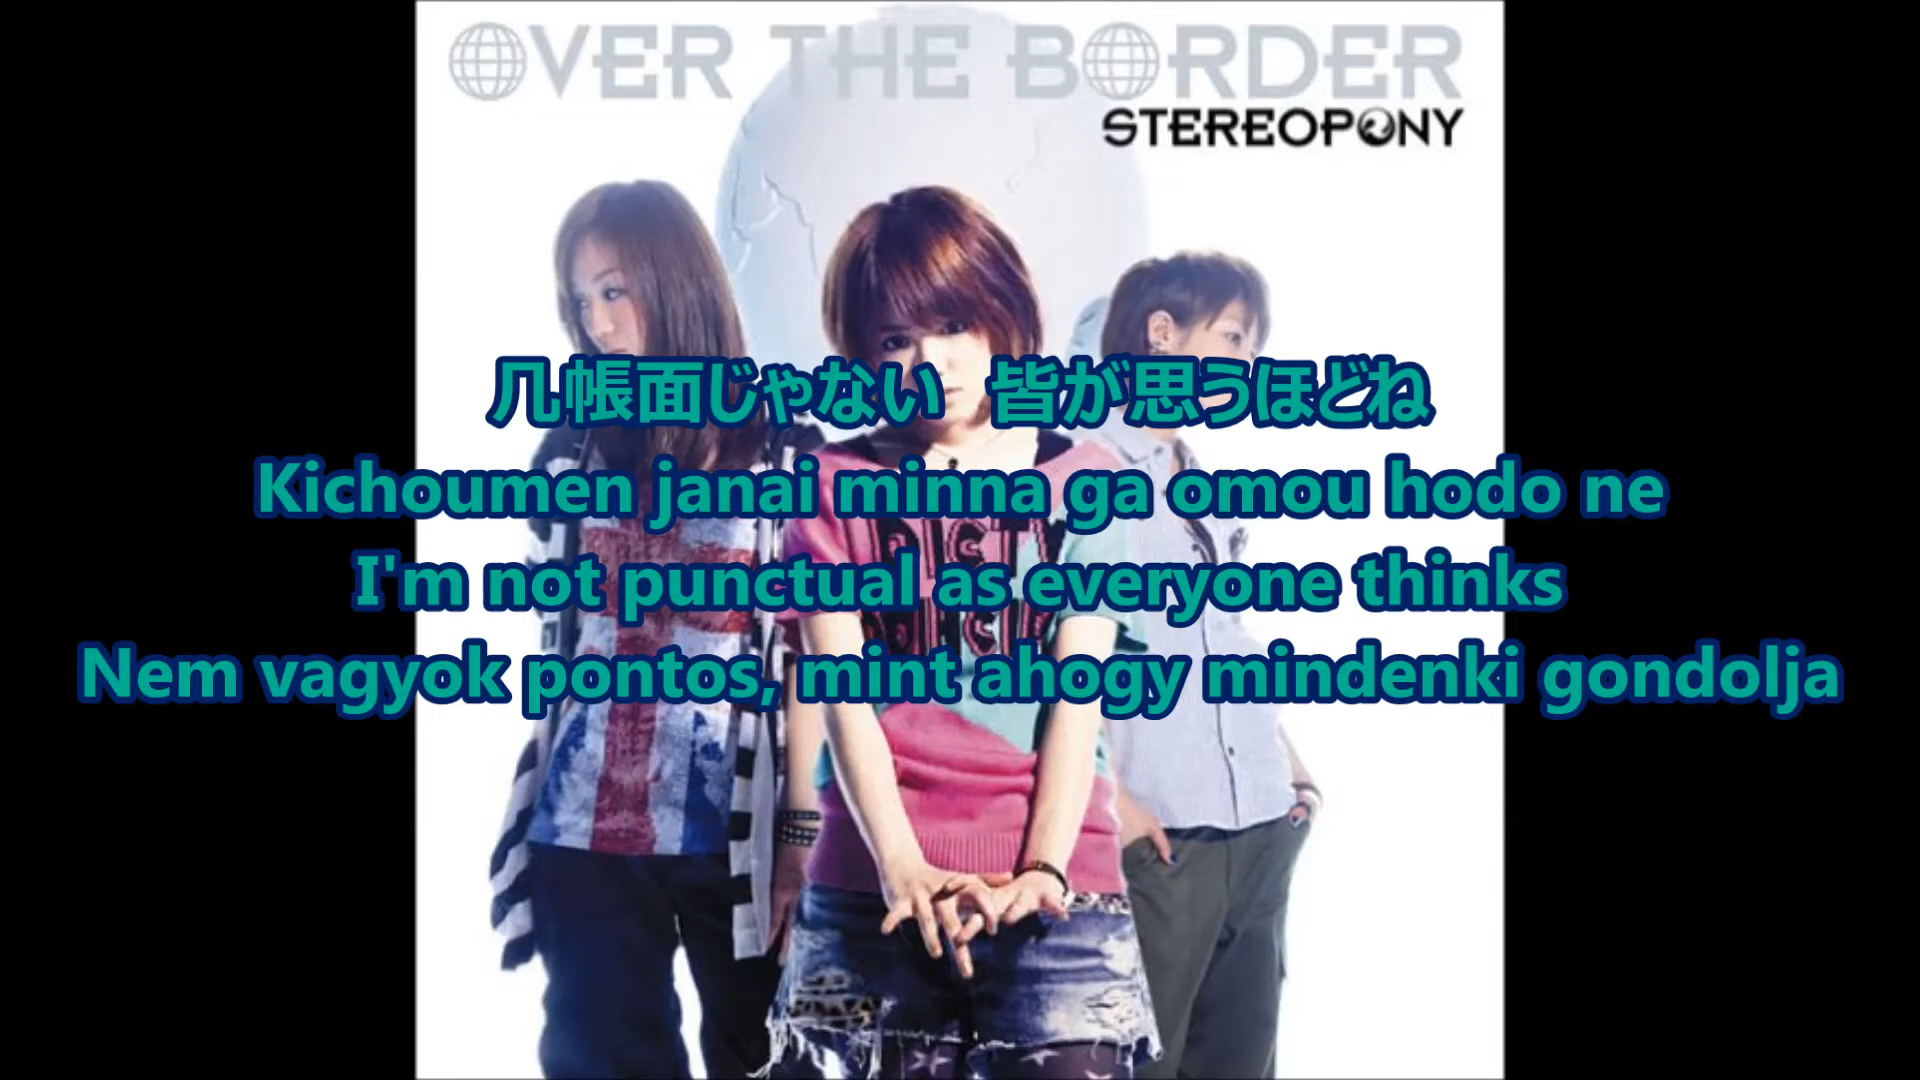 OVER THE BORDER
STEREOPONY
几帳面じゃない 皆が思うほどね
Kichoumen janai minna ga omou hodo ne
I'm not punctual as everyone thinks
Nem vagyok pontos, mint ahogy mindenki gondolja